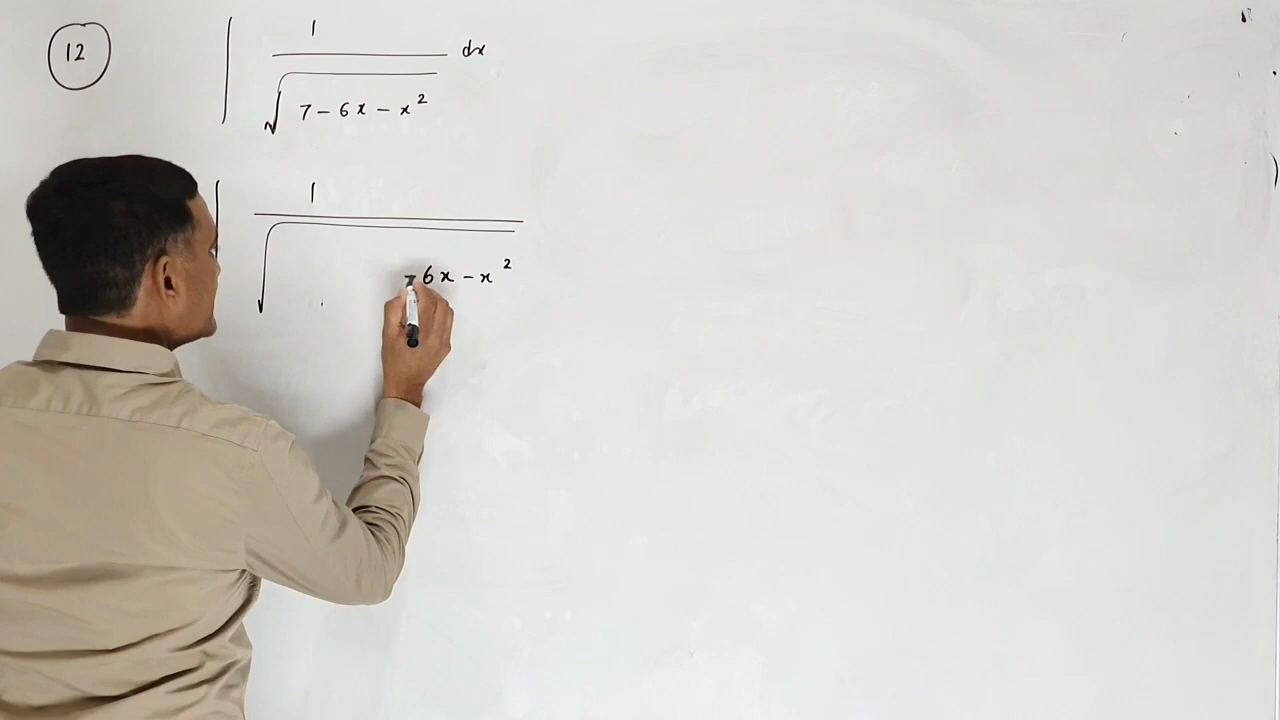 12 ∫ 1 / √(7 - 6x - x²) dx
∫ 1 / √( - 6x - x²)